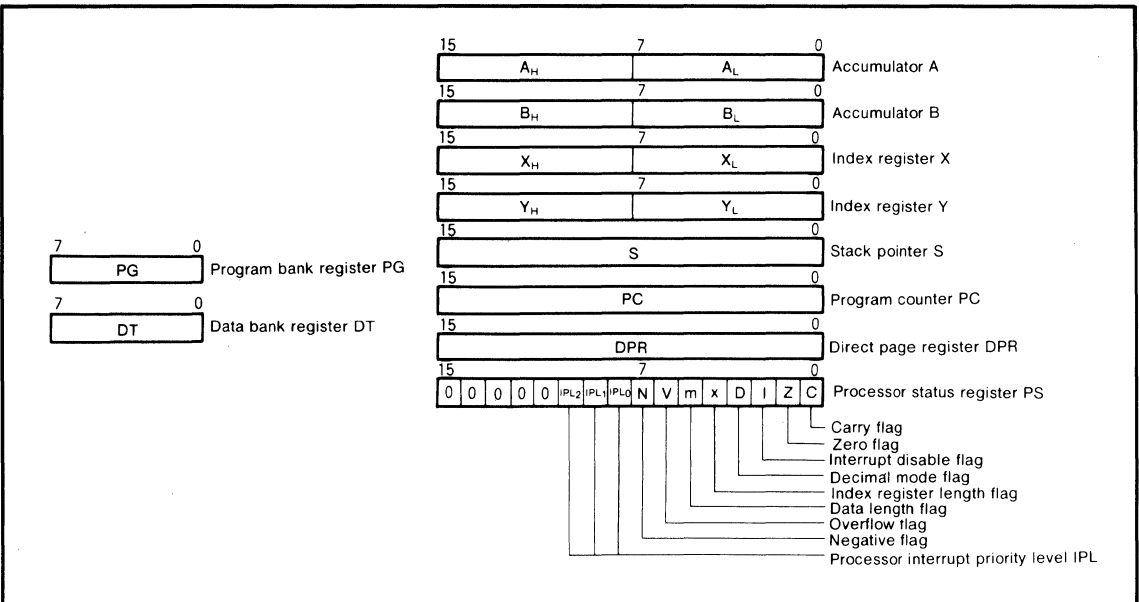 15 7 0
A_H A_L Accumulator A
15 7 0
B_H B_L Accumulator B
15 7 0
X_H X_L Index register X
15 7 0
Y_H Y_L Index register Y
15 0
S Stack pointer S
7 0
PG Program bank register PG
15 0
PC Program counter PC
7 0
DT Data bank register DT
15 0
DPR Direct page register DPR
15 7 0
0 0 0 0 0 IPL2 IPL1 IPL0 N V m x D I Z C Processor status register PS
Carry flag
Zero flag
Interrupt disable flag
Decimal mode flag
Index register length flag
Data length flag
Overflow flag
Negative flag
Processor interrupt priority level IPL